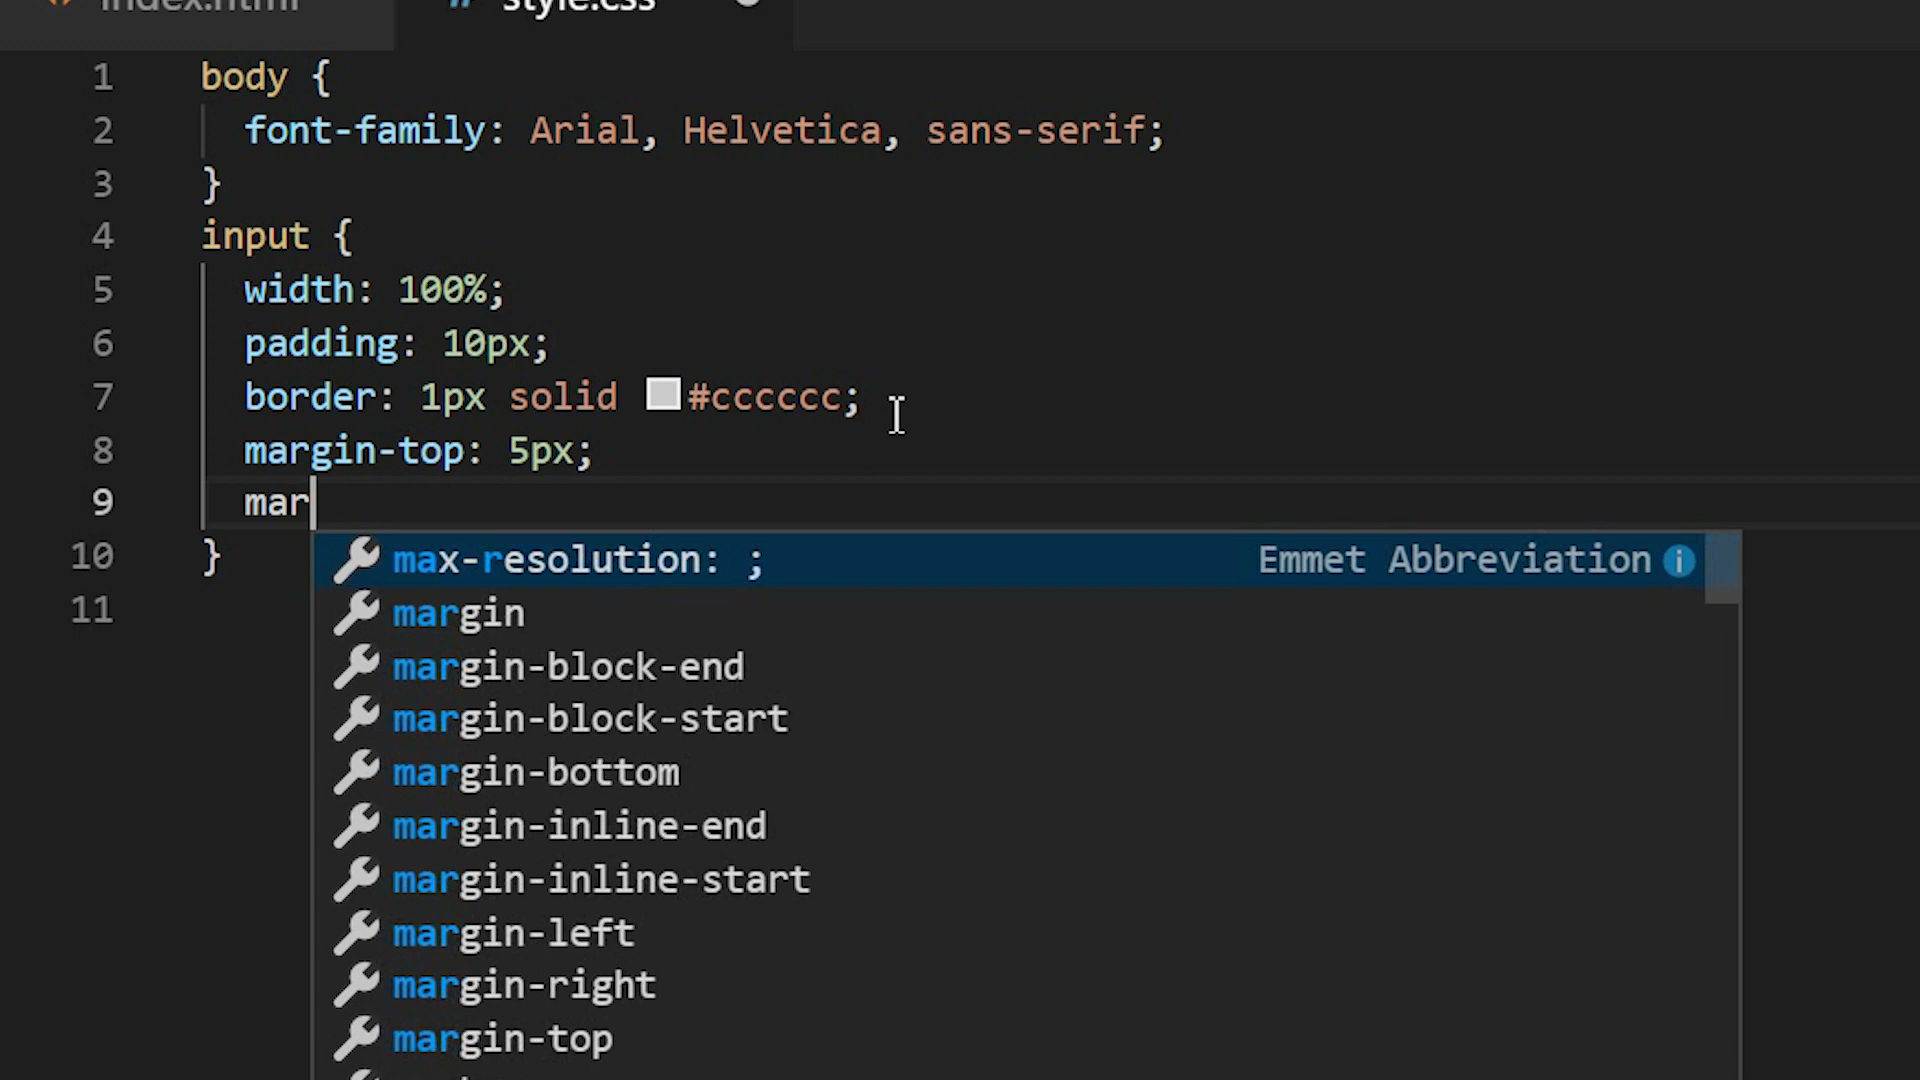 index.html style.css
1 body {
2 font-family: Arial, Helvetica, sans-serif;
3 }
4 input {
5 width: 100%;
6 padding: 10px;
7 border: 1px solid #cccccc;
8 margin-top: 5px;
9 mar
10 }
11
max-resolution: ; Emmet Abbreviation
margin
margin-block-end
margin-block-start
margin-bottom
margin-inline-end
margin-inline-start
margin-left
margin-right
margin-top